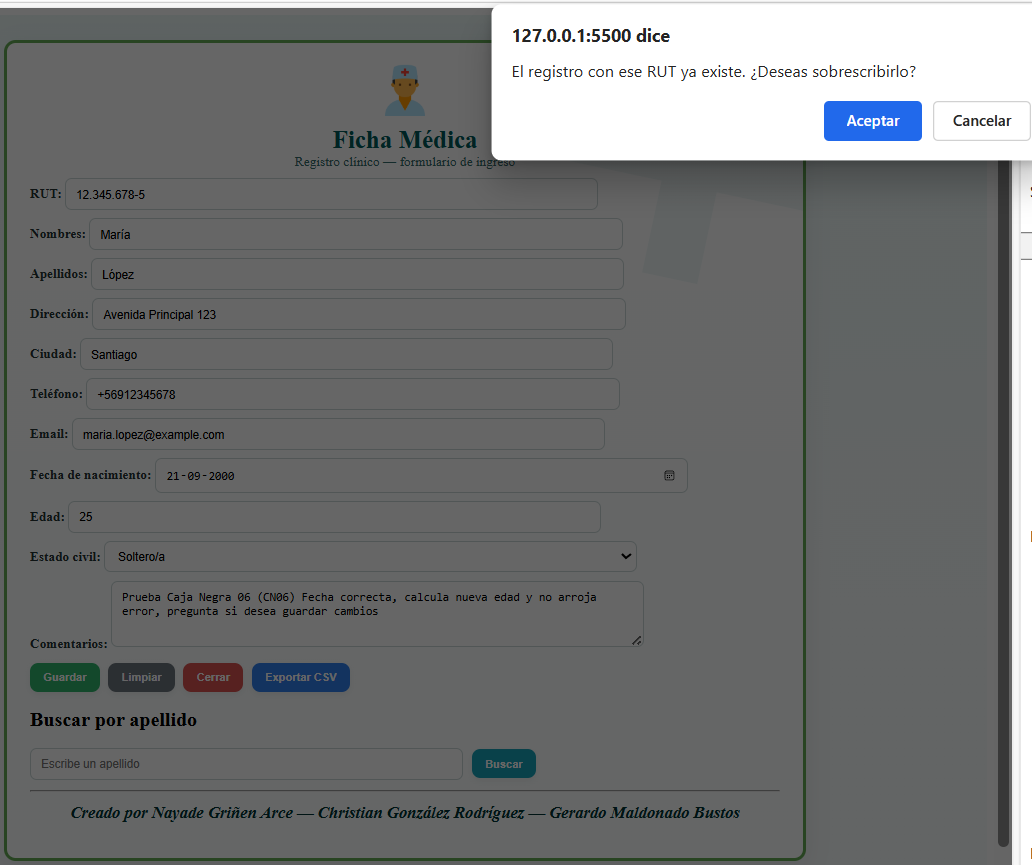 127.0.0.1:5500 dice
El registro con ese RUT ya existe. ¿Deseas sobrescribirlo?
Aceptar
Cancelar
Ficha Médica
Registro clínico — formulario de ingreso
RUT: 12.345.678-5
Nombres: María
Apellidos: López
Dirección: Avenida Principal 123
Ciudad: Santiago
Teléfono: +56912345678
Email: maria.lopez@example.com
Fecha de nacimiento: 21-09-2000
Edad: 25
Estado civil: Soltero/a
Prueba Caja Negra 06 (CN06) Fecha correcta, calcula nueva edad y no arroja
error, pregunta si desea guardar cambios
Comentarios:
Guardar Limpiar Cerrar Exportar CSV
Buscar por apellido
Escribe un apellido Buscar
Creado por Nayade Griñen Arce — Christian González Rodríguez — Gerardo Maldonado Bustos